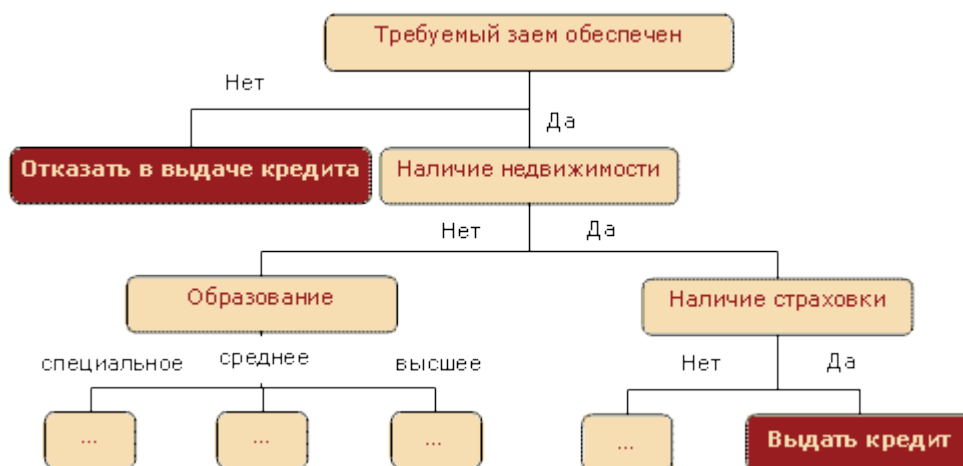 Требуемый заем обеспечен
Нет
Да
Отказать в выдаче кредита
Наличие недвижимости
Нет
Да
Образование
Наличие страховки
специальное
среднее
высшее
Нет
Да
...
...
...
...
Выдать кредит